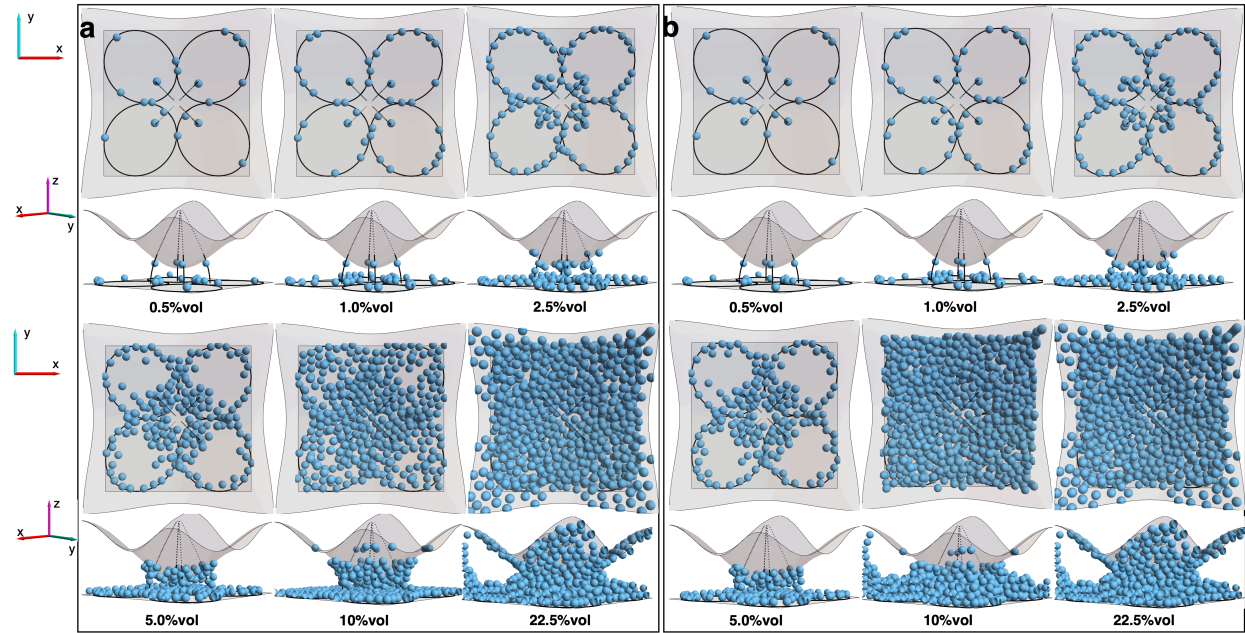 a
b
y
x
z
x
y
0.5%vol
1.0%vol
2.5%vol
0.5%vol
1.0%vol
2.5%vol
y
x
z
x
y
5.0%vol
10%vol
22.5%vol
5.0%vol
10%vol
22.5%vol